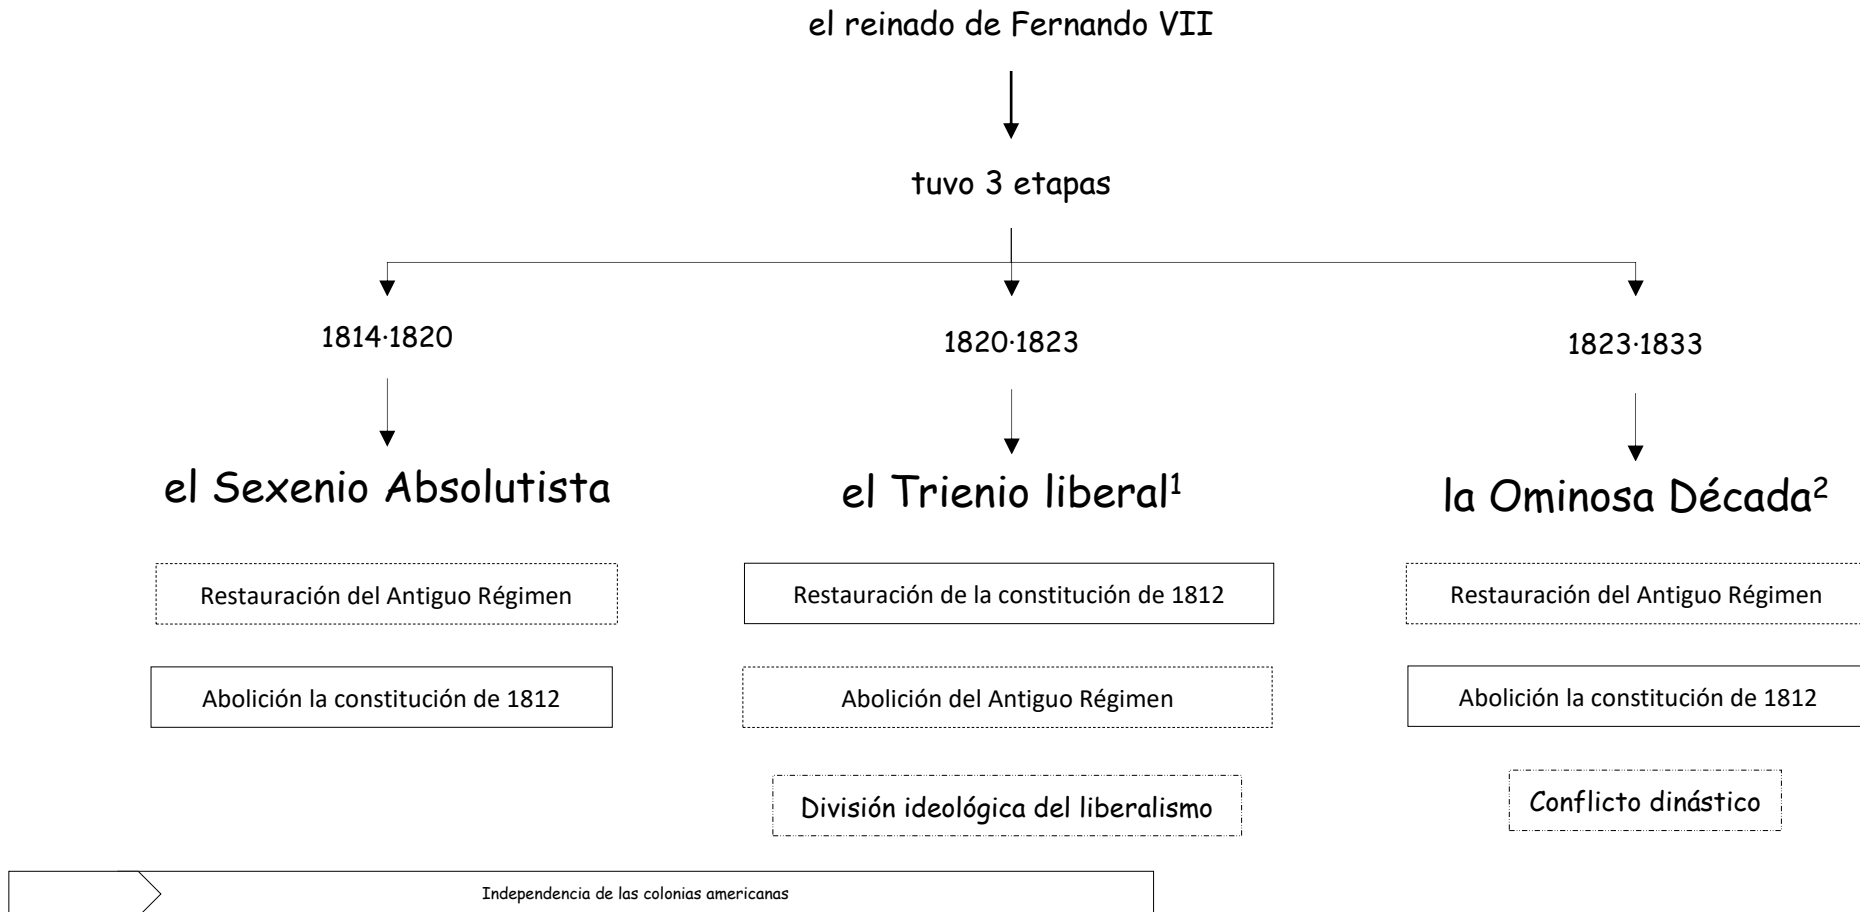 el reinado de Fernando VII
tuvo 3 etapas
1814·1820
1820·1823
1823·1833
el Sexenio Absolutista
el Trienio liberal¹
la Ominosa Década²
Restauración del Antiguo Régimen
Restauración de la constitución de 1812
Restauración del Antiguo Régimen
Abolición la constitución de 1812
Abolición del Antiguo Régimen
Abolición la constitución de 1812
División ideológica del liberalismo
Conflicto dinástico
Independencia de las colonias americanas